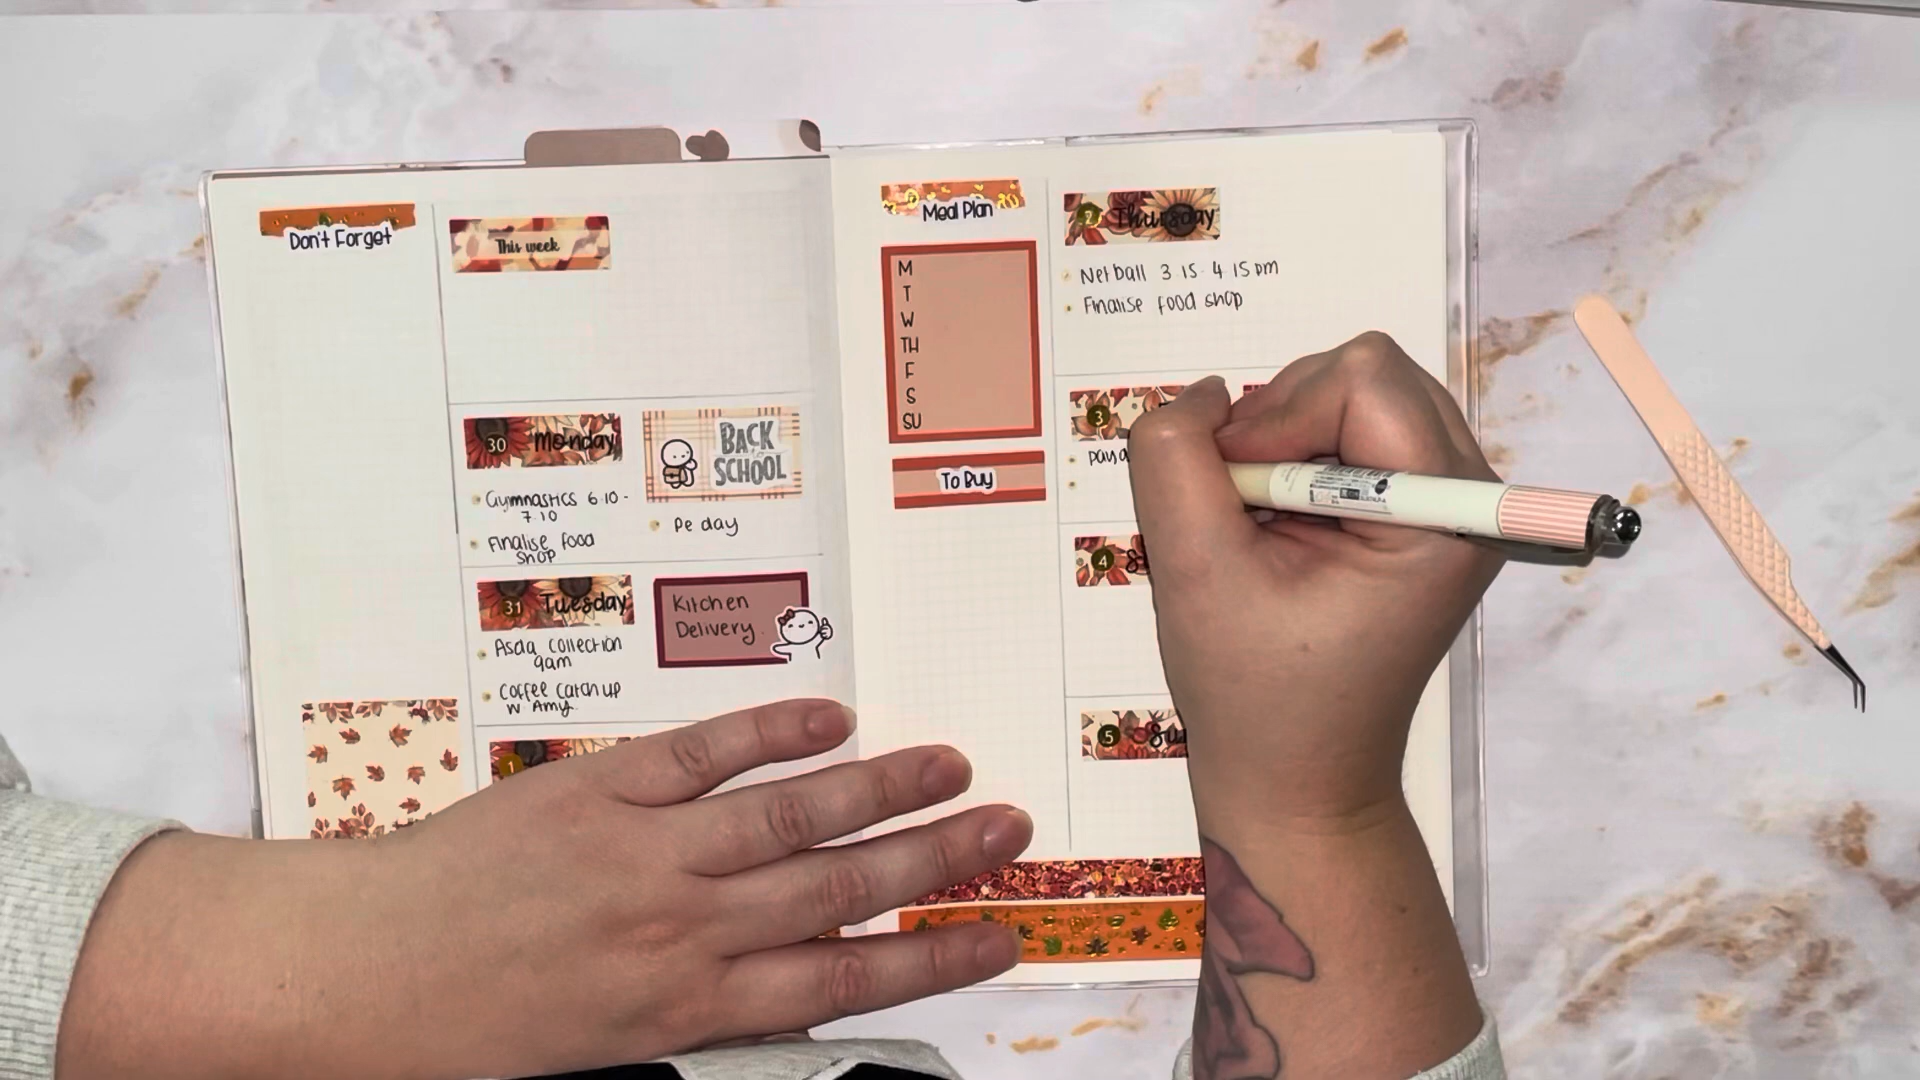 Don't Forget
This week
30 Monday
BACK
to
SCHOOL
Gymnastics 6.10 -
7.10
Finalise food
shop
Pe day
31 Tuesday
Kitchen
Delivery.
Asda collection
9am
Coffee catch up
w Amy.
1
Meal Plan
M
T
W
TH
F
S
SU
To Buy
2 Thursday
Netball 3.15-4.15pm
Finalise food shop
3
4
5